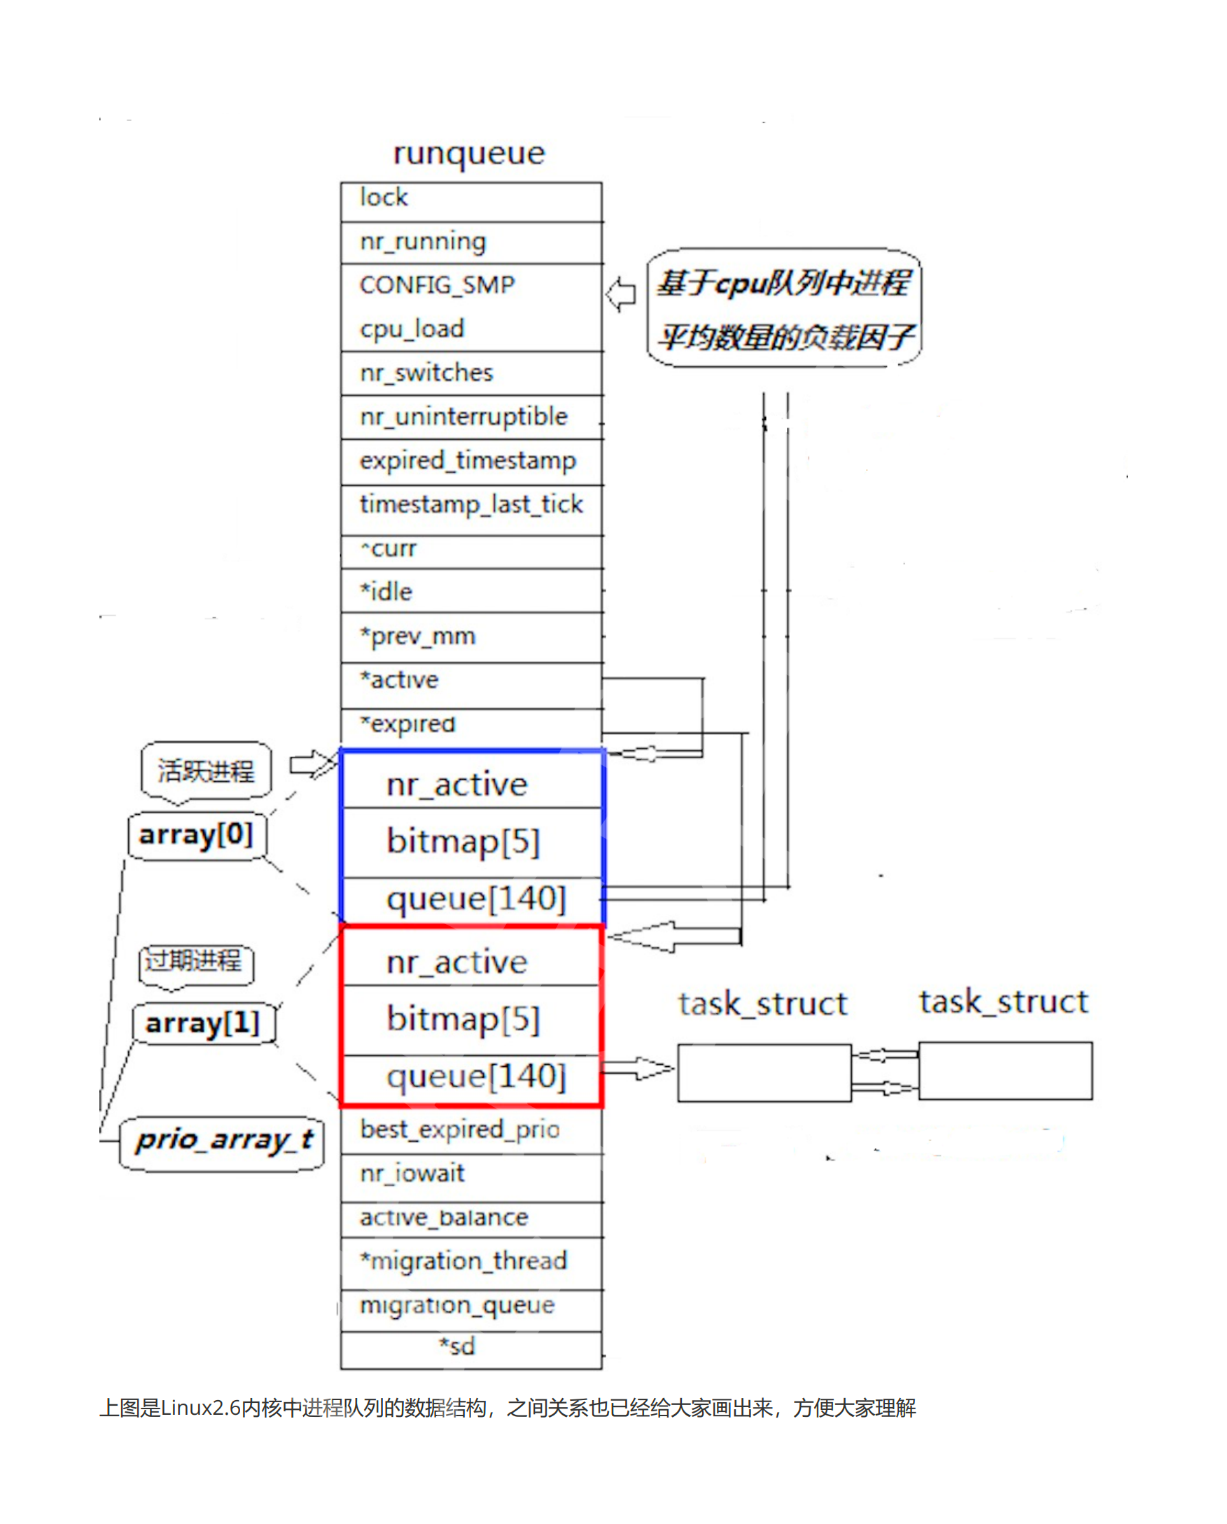 runqueue
lock
nr_running
CONFIG_SMP
cpu_load
基于cpu队列中进程
平均数量的负载因子
nr_switches
nr_uninterruptible
expired_timestamp
timestamp_last_tick
*curr
*idle
*prev_mm
*active
*expired
活跃进程
array[0]
nr_active
bitmap[5]
queue[140]
过期进程
array[1]
prio_array_t
nr_active
bitmap[5]
queue[140]
task_struct
task_struct
best_expired_prio
nr_iowait
active_balance
*migration_thread
migration_queue
*sd
上图是Linux2.6内核中进程队列的数据结构，之间关系也已经给大家画出来，方便大家理解